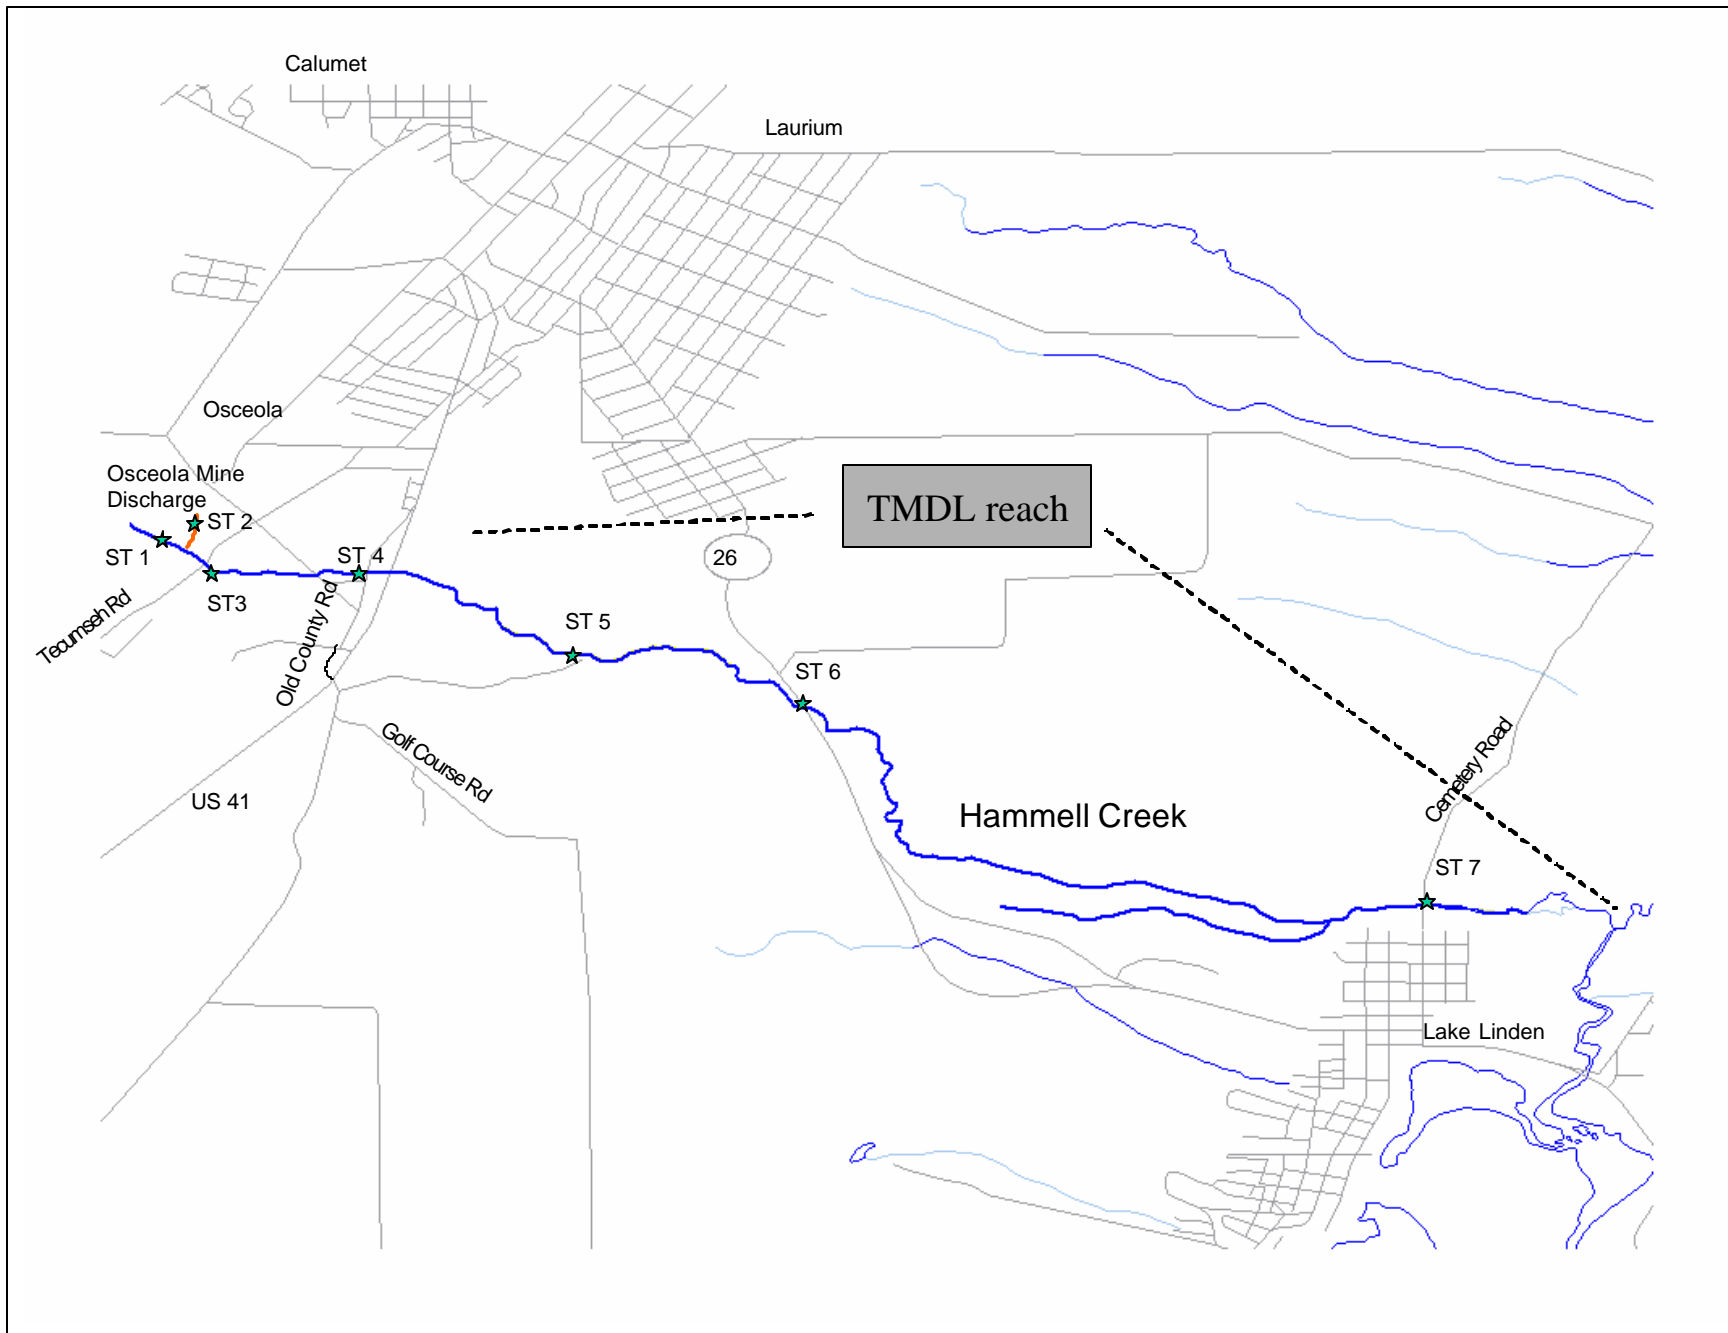 Calumet
Laurium
Osceola
Osceola Mine
Discharge
ST 2
TMDL reach
ST 1
ST 4
26
ST3
Tecumseh Rd
Old County Rd
ST 5
ST 6
Golf Course Rd
US 41
Cemetery Road
Hammell Creek
ST 7
Lake Linden